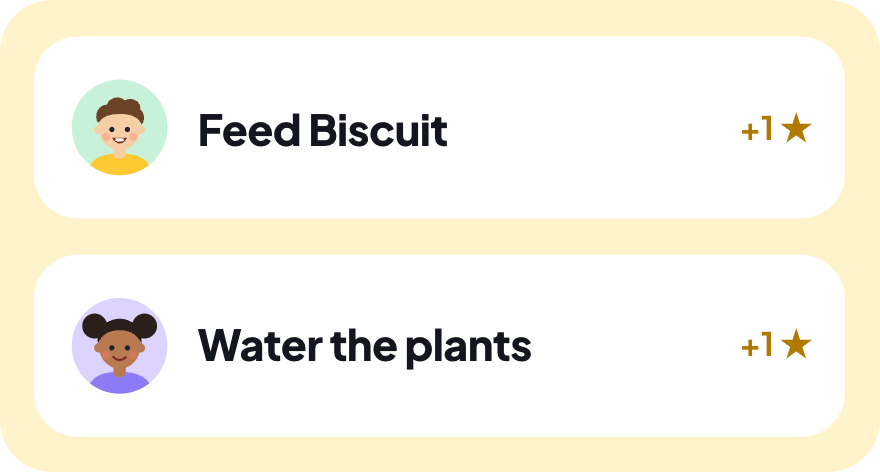 Feed Biscuit +1 ★
Water the plants +1 ★